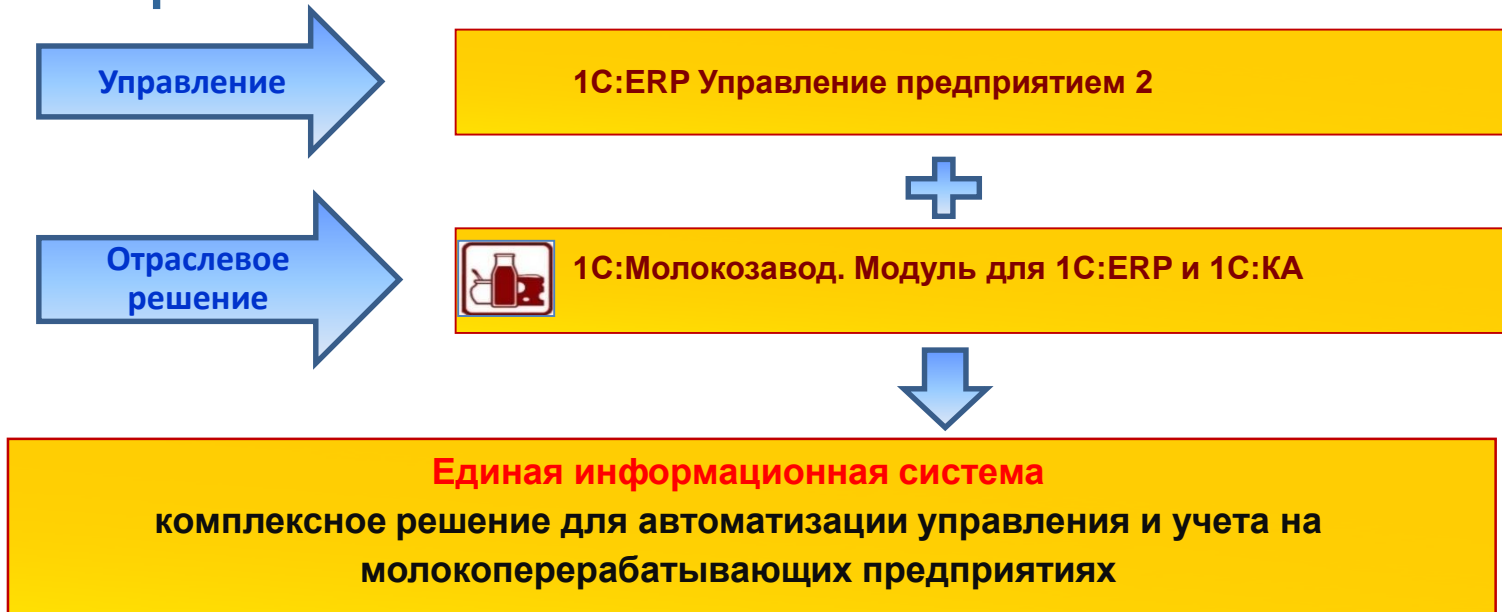 Управление
1С:ERP Управление предприятием 2
Отраслевое
решение
1С:Молокозавод. Модуль для 1С:ERP и 1С:КА
Единая информационная система
комплексное решение для автоматизации управления и учета на
молокоперерабатывающих предприятиях